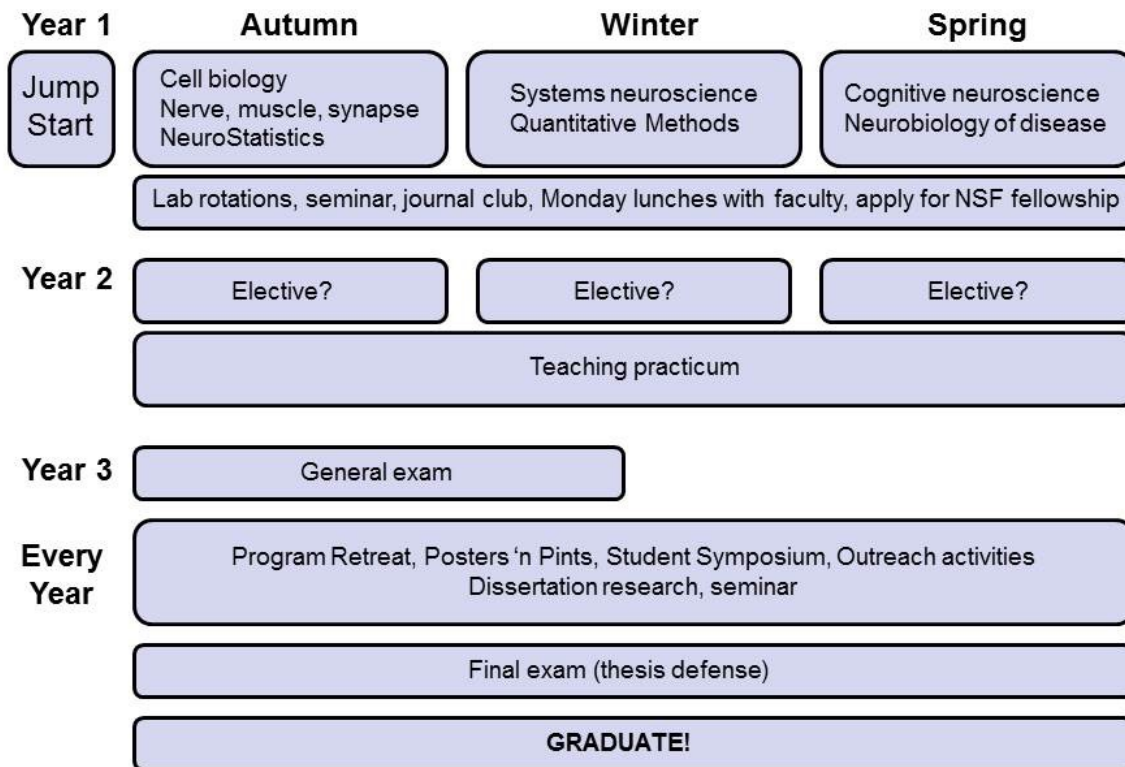 Year 1
Autumn
Winter
Spring
Jump
Start
Cell biology
Nerve, muscle, synapse
NeuroStatistics
Systems neuroscience
Quantitative Methods
Cognitive neuroscience
Neurobiology of disease
Lab rotations, seminar, journal club, Monday lunches with faculty, apply for NSF fellowship
Year 2
Elective?
Elective?
Elective?
Teaching practicum
Year 3
General exam
Every
Year
Program Retreat, Posters ‘n Pints, Student Symposium, Outreach activities
Dissertation research, seminar
Final exam (thesis defense)
GRADUATE!